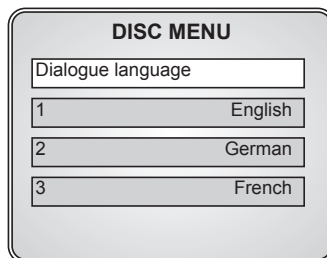 DISC MENU
Dialogue language
1 English
2 German
3 French